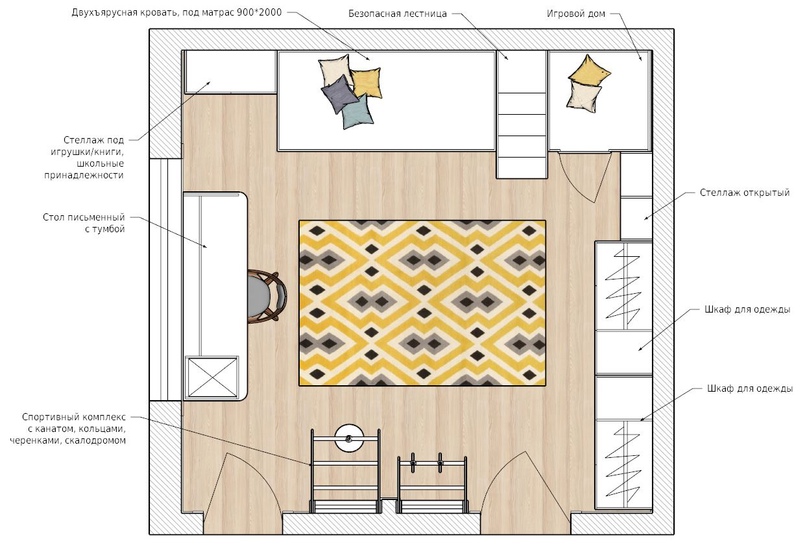 Двухъярусная кровать, под матрас 900*2000
Безопасная лестница
Игровой дом
Стеллаж под
игрушки/книги,
школьные
принадлежности
Стеллаж открытый
Стол письменный
с тумбой
Шкаф для одежды
Шкаф для одежды
Спортивный комплекс
с канатом, кольцами,
черенками, скалодромом